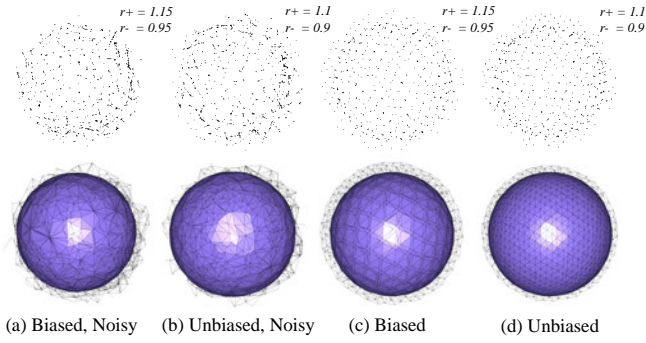 r+ = 1.15
r- = 0.95
r+ = 1.1
r- = 0.9
r+ = 1.15
r- = 0.95
r+ = 1.1
r- = 0.9
(a) Biased, Noisy
(b) Unbiased, Noisy
(c) Biased
(d) Unbiased